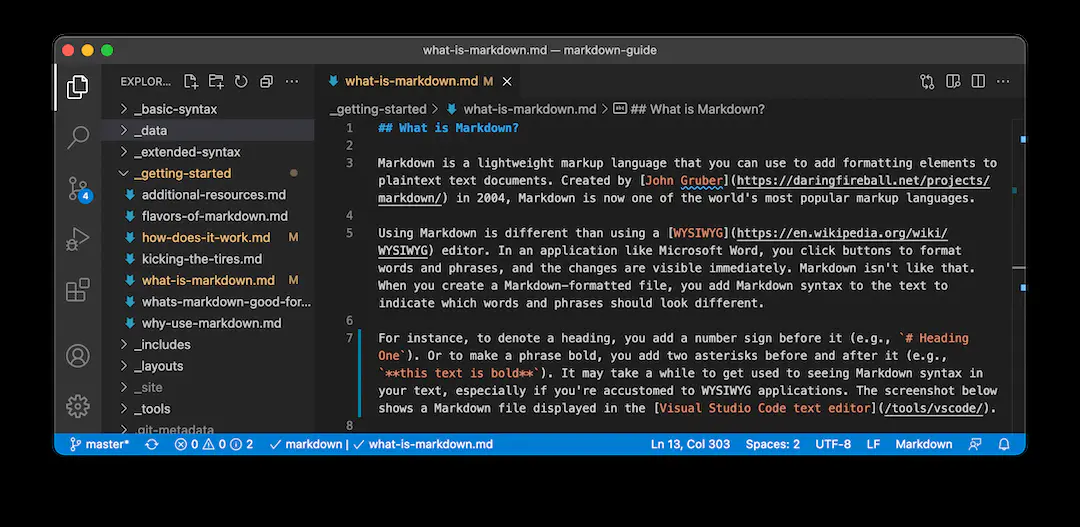 what-is-markdown.md — markdown-guide
EXPLOR...
_basic-syntax
_data
_extended-syntax
_getting-started
additional-resources.md
flavors-of-markdown.md
how-does-it-work.md M
kicking-the-tires.md
what-is-markdown.md M
whats-markdown-good-for...
why-use-markdown.md
_includes
_layouts
_site
_tools
.git-metadata
4
what-is-markdown.md M
_getting-started > what-is-markdown.md > ## What is Markdown?
1 ## What is Markdown?
2
3 Markdown is a lightweight markup language that you can use to add formatting elements to
plaintext text documents. Created by [John Gruber](https://daringfireball.net/projects/
markdown/) in 2004, Markdown is now one of the world's most popular markup languages.
4
5 Using Markdown is different than using a [WYSIWYG](https://en.wikipedia.org/wiki/
WYSIWYG) editor. In an application like Microsoft Word, you click buttons to format
words and phrases, and the changes are visible immediately. Markdown isn't like that.
When you create a Markdown-formatted file, you add Markdown syntax to the text to
indicate which words and phrases should look different.
6
7 For instance, to denote a heading, you add a number sign before it (e.g., `# Heading
One`). Or to make a phrase bold, you add two asterisks before and after it (e.g.,
`**this text is bold**`). It may take a while to get used to seeing Markdown syntax in
your text, especially if you're accustomed to WYSIWYG applications. The screenshot below
shows a Markdown file displayed in the [Visual Studio Code text editor](/tools/vscode/).
8
master* 0 0 2 markdown | what-is-markdown.md Ln 13, Col 303 Spaces: 2 UTF-8 LF Markdown